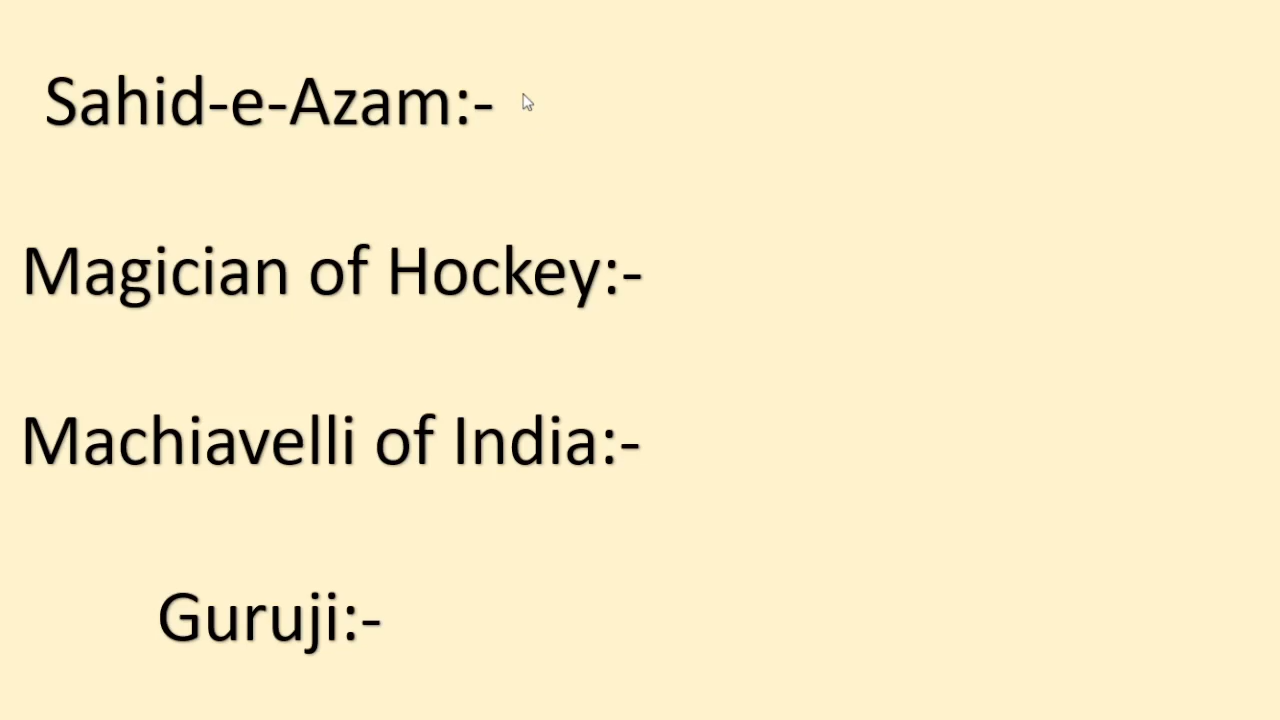 Sahid-e-Azam:-
Magician of Hockey:-
Machiavelli of India:-
Guruji:-